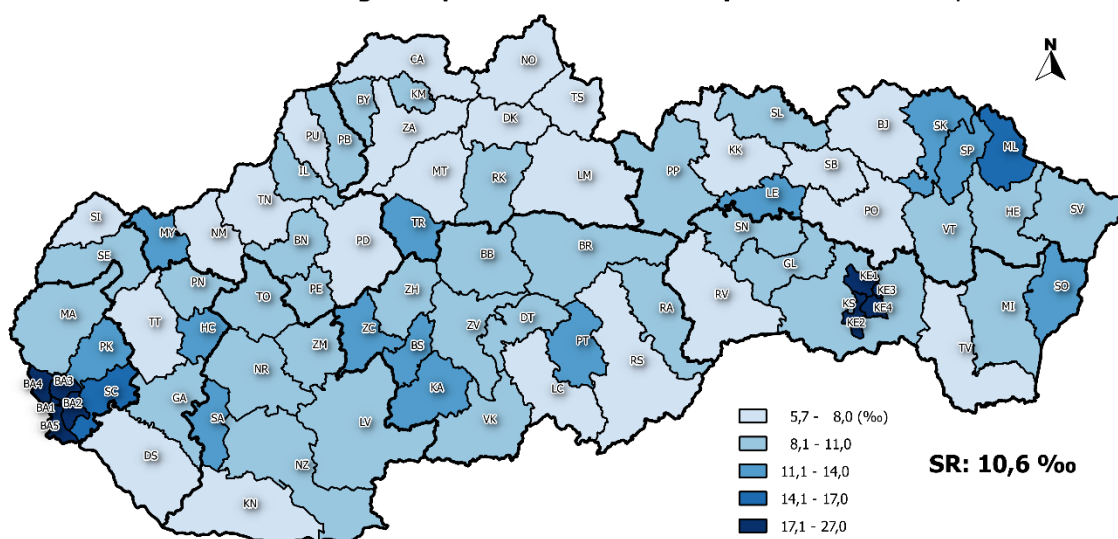 N
CA
NO
TS
BY
KM
PU
PB
ZA
DK
IL
MT
RK
LM
TN
SL
BJ
SK
SP
ML
PP
KK
SB
LE
PO
HE
SV
VT
SI
MY
NM
SE
BN
PD
TR
BB
BR
SN
GL
PN
TO
PE
ZH
MA
TT
HC
PK
ZC
BS
ZV
DT
PT
RA
RV
KE1
KE3
KS
KE4
KE2
MI
SO
TV
RS
LC
ZM
NR
KA
VK
LV
BA4
BA3
BA1
BA2
BA5
SC
GA
SA
DS
NZ
KN
5,7 - 8,0 (‰)
8,1 - 11,0
11,1 - 14,0
14,1 - 17,0
17,1 - 27,0
SR: 10,6 ‰